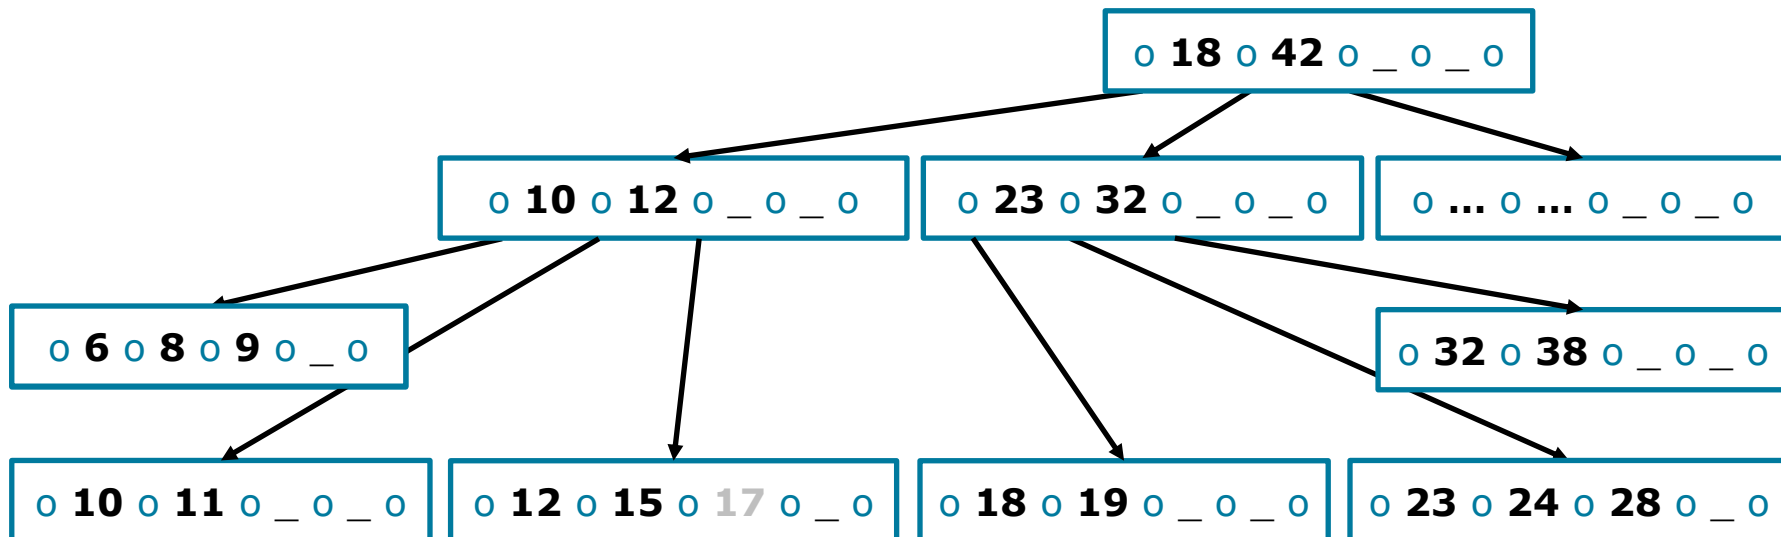 o 18 o 42 o _ o _ o
o 10 o 12 o _ o _ o
o 23 o 32 o _ o _ o
o ... o ... o _ o _ o
o 6 o 8 o 9 o _ o
o 32 o 38 o _ o _ o
o 10 o 11 o _ o _ o
o 12 o 15 o 17 o _ o
o 18 o 19 o _ o _ o
o 23 o 24 o 28 o _ o